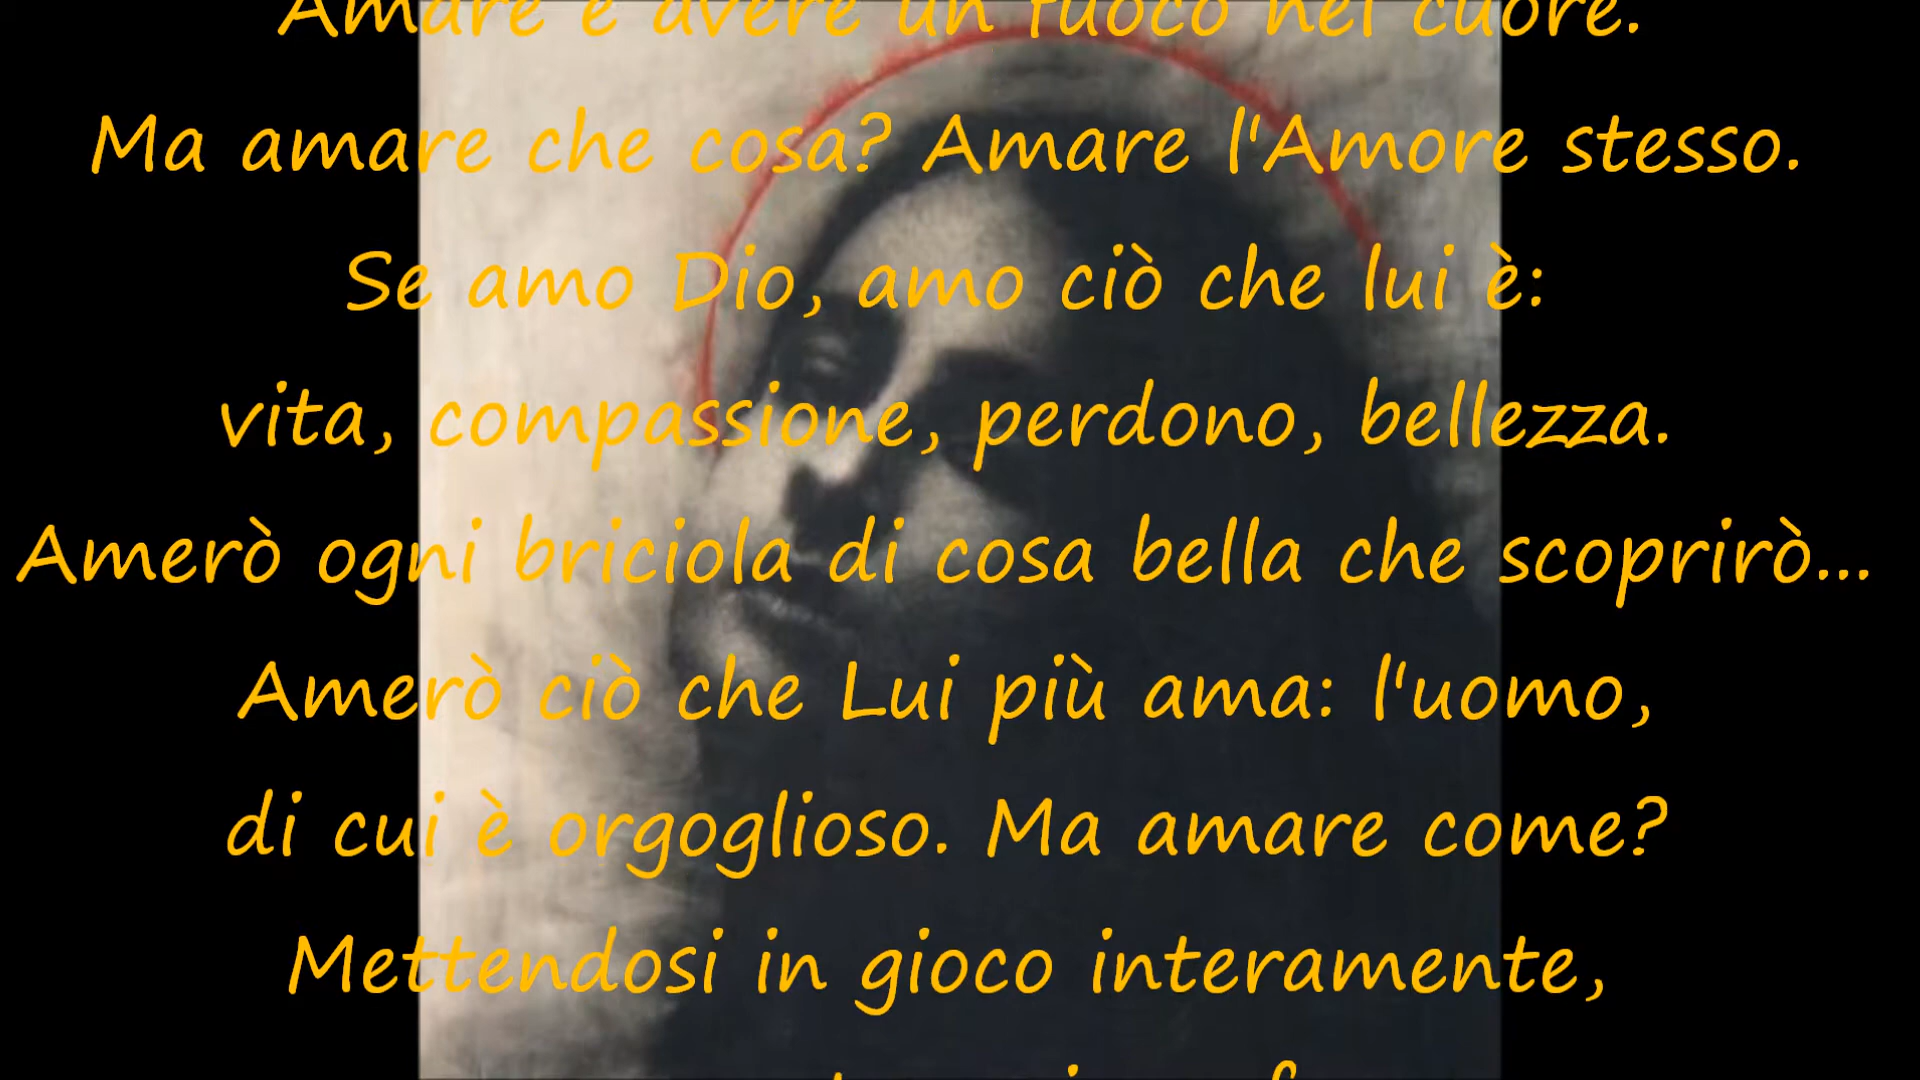 Amare è avere un fuoco nel cuore.
Ma amare che cosa? Amare l'Amore stesso.
Se amo Dio, amo ciò che lui è:
vita, compassione, perdono, bellezza.
Amerò ogni briciola di cosa bella che scoprirò...
Amerò ciò che Lui più ama: l'uomo,
di cui è orgoglioso. Ma amare come?
Mettendosi in gioco interamente,